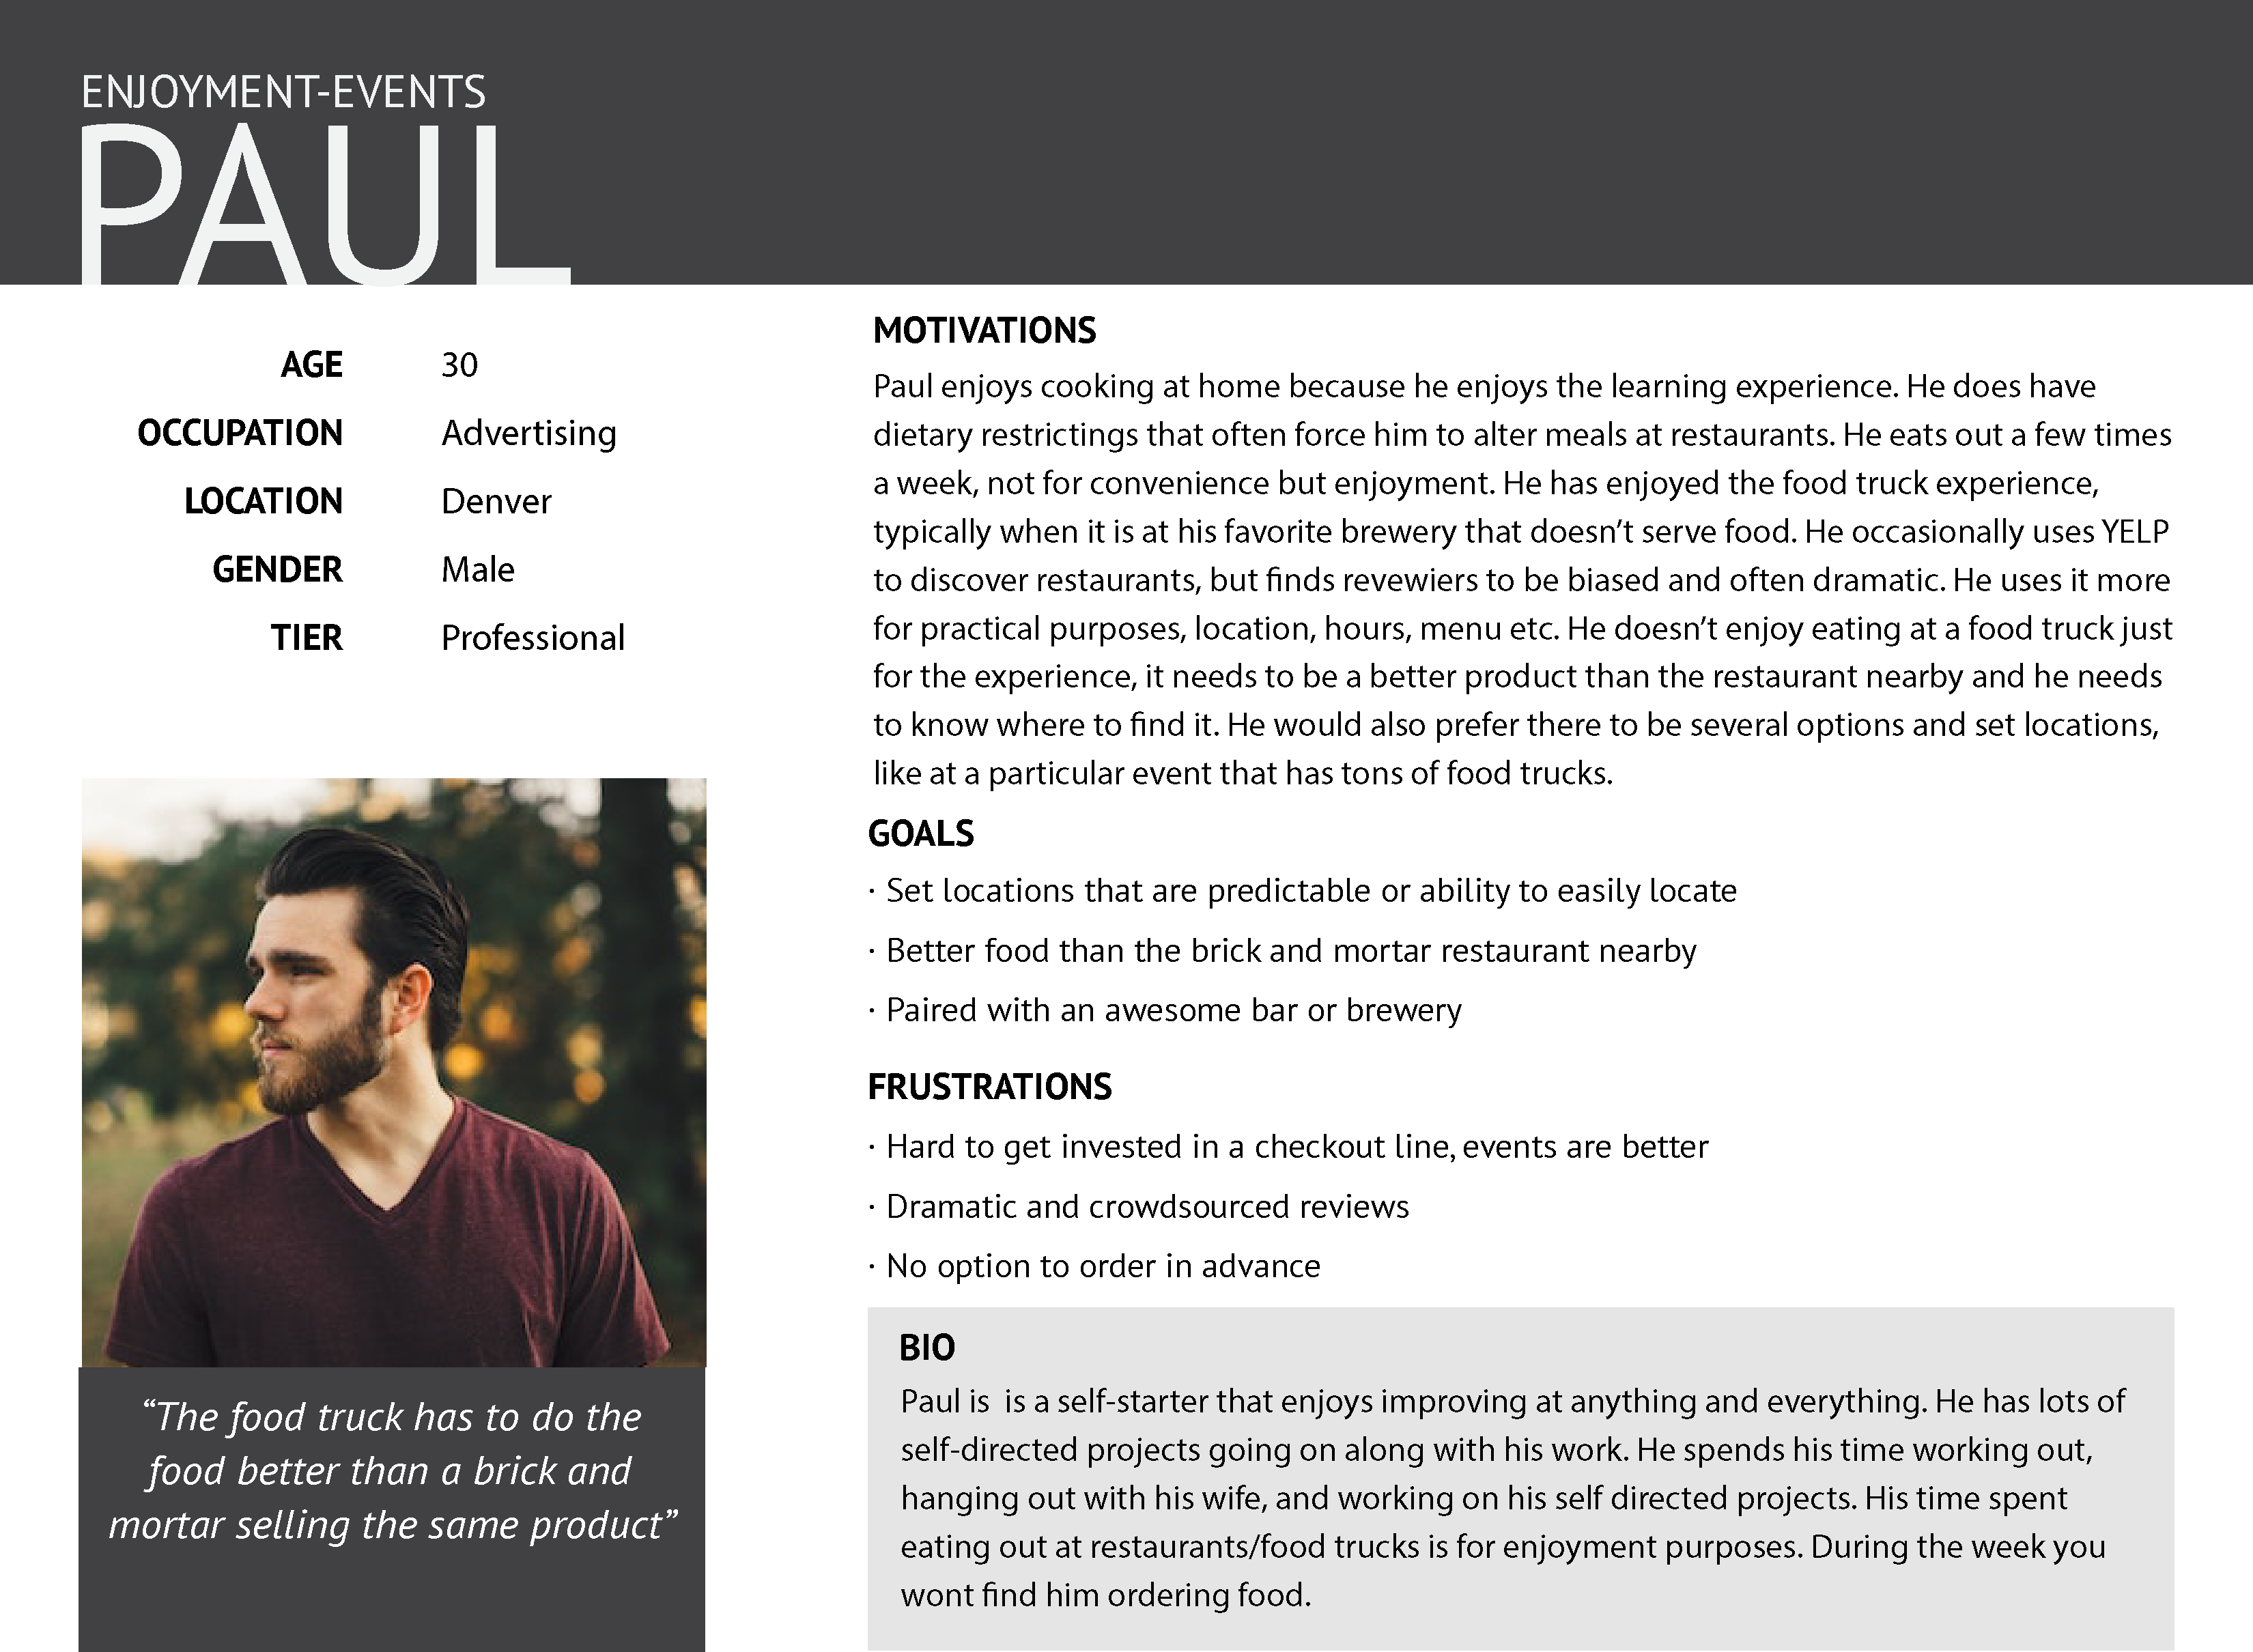 ENJOYMENT-EVENTS
PAUL
AGE 30
OCCUPATION Advertising
LOCATION Denver
GENDER Male
TIER Professional
“The food truck has to do the
food better than a brick and
mortar selling the same product”
MOTIVATIONS
Paul enjoys cooking at home because he enjoys the learning experience. He does have
dietary restrictings that often force him to alter meals at restaurants. He eats out a few times
a week, not for convenience but enjoyment. He has enjoyed the food truck experience,
typically when it is at his favorite brewery that doesn’t serve food. He occasionally uses YELP
to discover restaurants, but finds revewiers to be biased and often dramatic. He uses it more
for practical purposes, location, hours, menu etc. He doesn’t enjoy eating at a food truck just
for the experience, it needs to be a better product than the restaurant nearby and he needs
to know where to find it. He would also prefer there to be several options and set locations,
like at a particular event that has tons of food trucks.
GOALS
· Set locations that are predictable or ability to easily locate
· Better food than the brick and mortar restaurant nearby
· Paired with an awesome bar or brewery
FRUSTRATIONS
· Hard to get invested in a checkout line, events are better
· Dramatic and crowdsourced reviews
· No option to order in advance
BIO
Paul is  is a self-starter that enjoys improving at anything and everything. He has lots of
self-directed projects going on along with his work. He spends his time working out,
hanging out with his wife, and working on his self directed projects. His time spent
eating out at restaurants/food trucks is for enjoyment purposes. During the week you
wont find him ordering food.